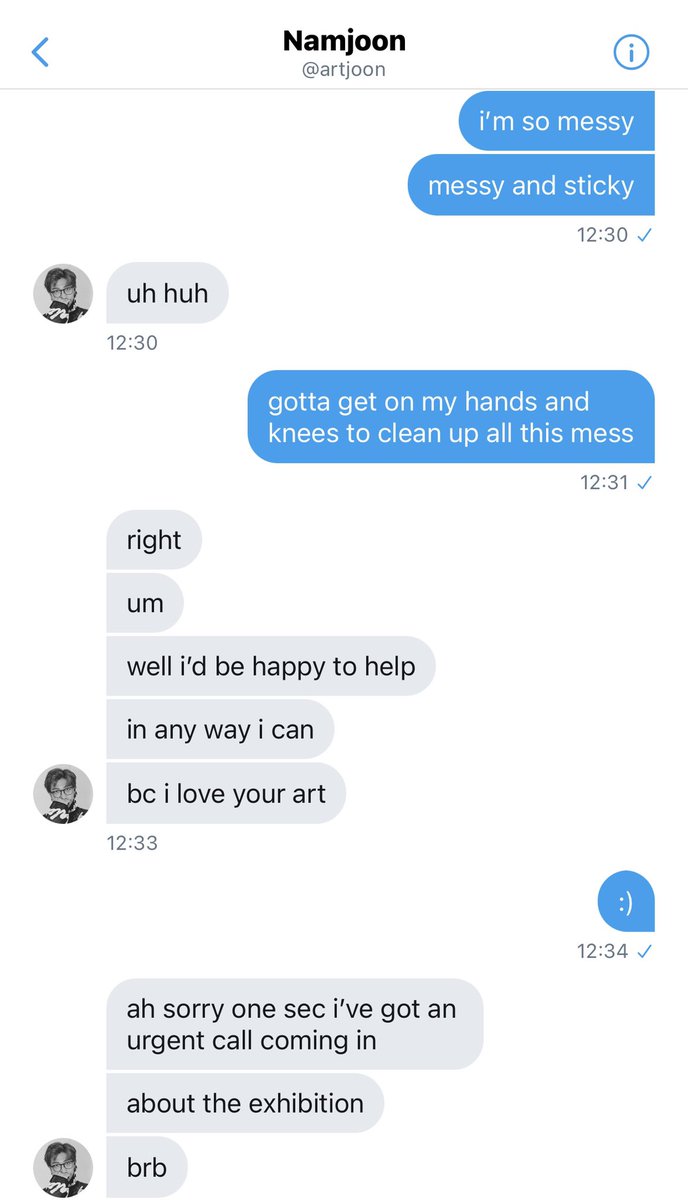 Namjoon
@artjoon
i’m so messy
messy and sticky
12:30 ✓
uh huh
12:30
gotta get on my hands and
knees to clean up all this mess
12:31 ✓
right
um
well i’d be happy to help
in any way i can
bc i love your art
12:33
:)
12:34 ✓
ah sorry one sec i’ve got an
urgent call coming in
about the exhibition
brb